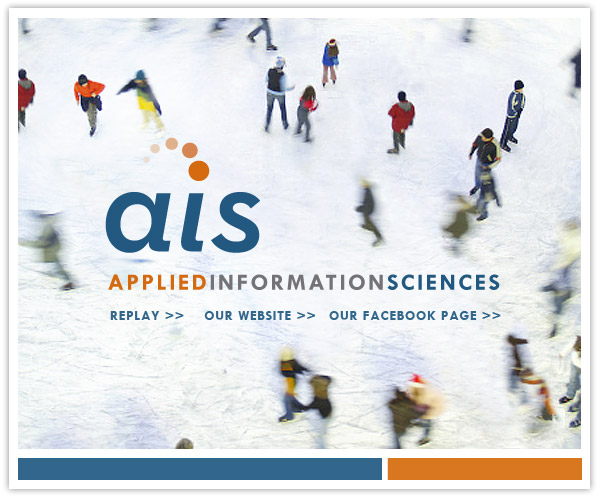 ais
APPLIEDINFORMATIONSCIENCES
REPLAY >> OUR WEBSITE >> OUR FACEBOOK PAGE >>